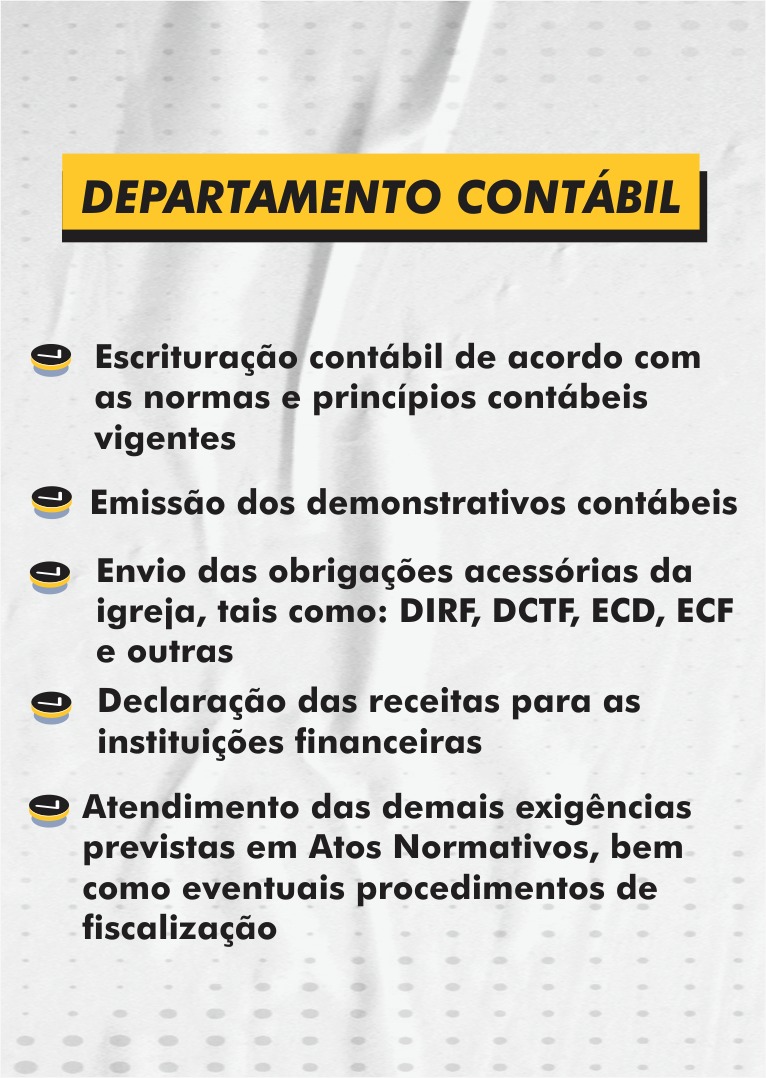 DEPARTAMENTO CONTÁBIL
Escrituração contábil de acordo com
as normas e princípios contábeis
vigentes
Emissão dos demonstrativos contábeis
Envio das obrigações acessórias da
igreja, tais como: DIRF, DCTF, ECD, ECF
e outras
Declaração das receitas para as
instituições financeiras
Atendimento das demais exigências
previstas em Atos Normativos, bem
como eventuais procedimentos de
fiscalização